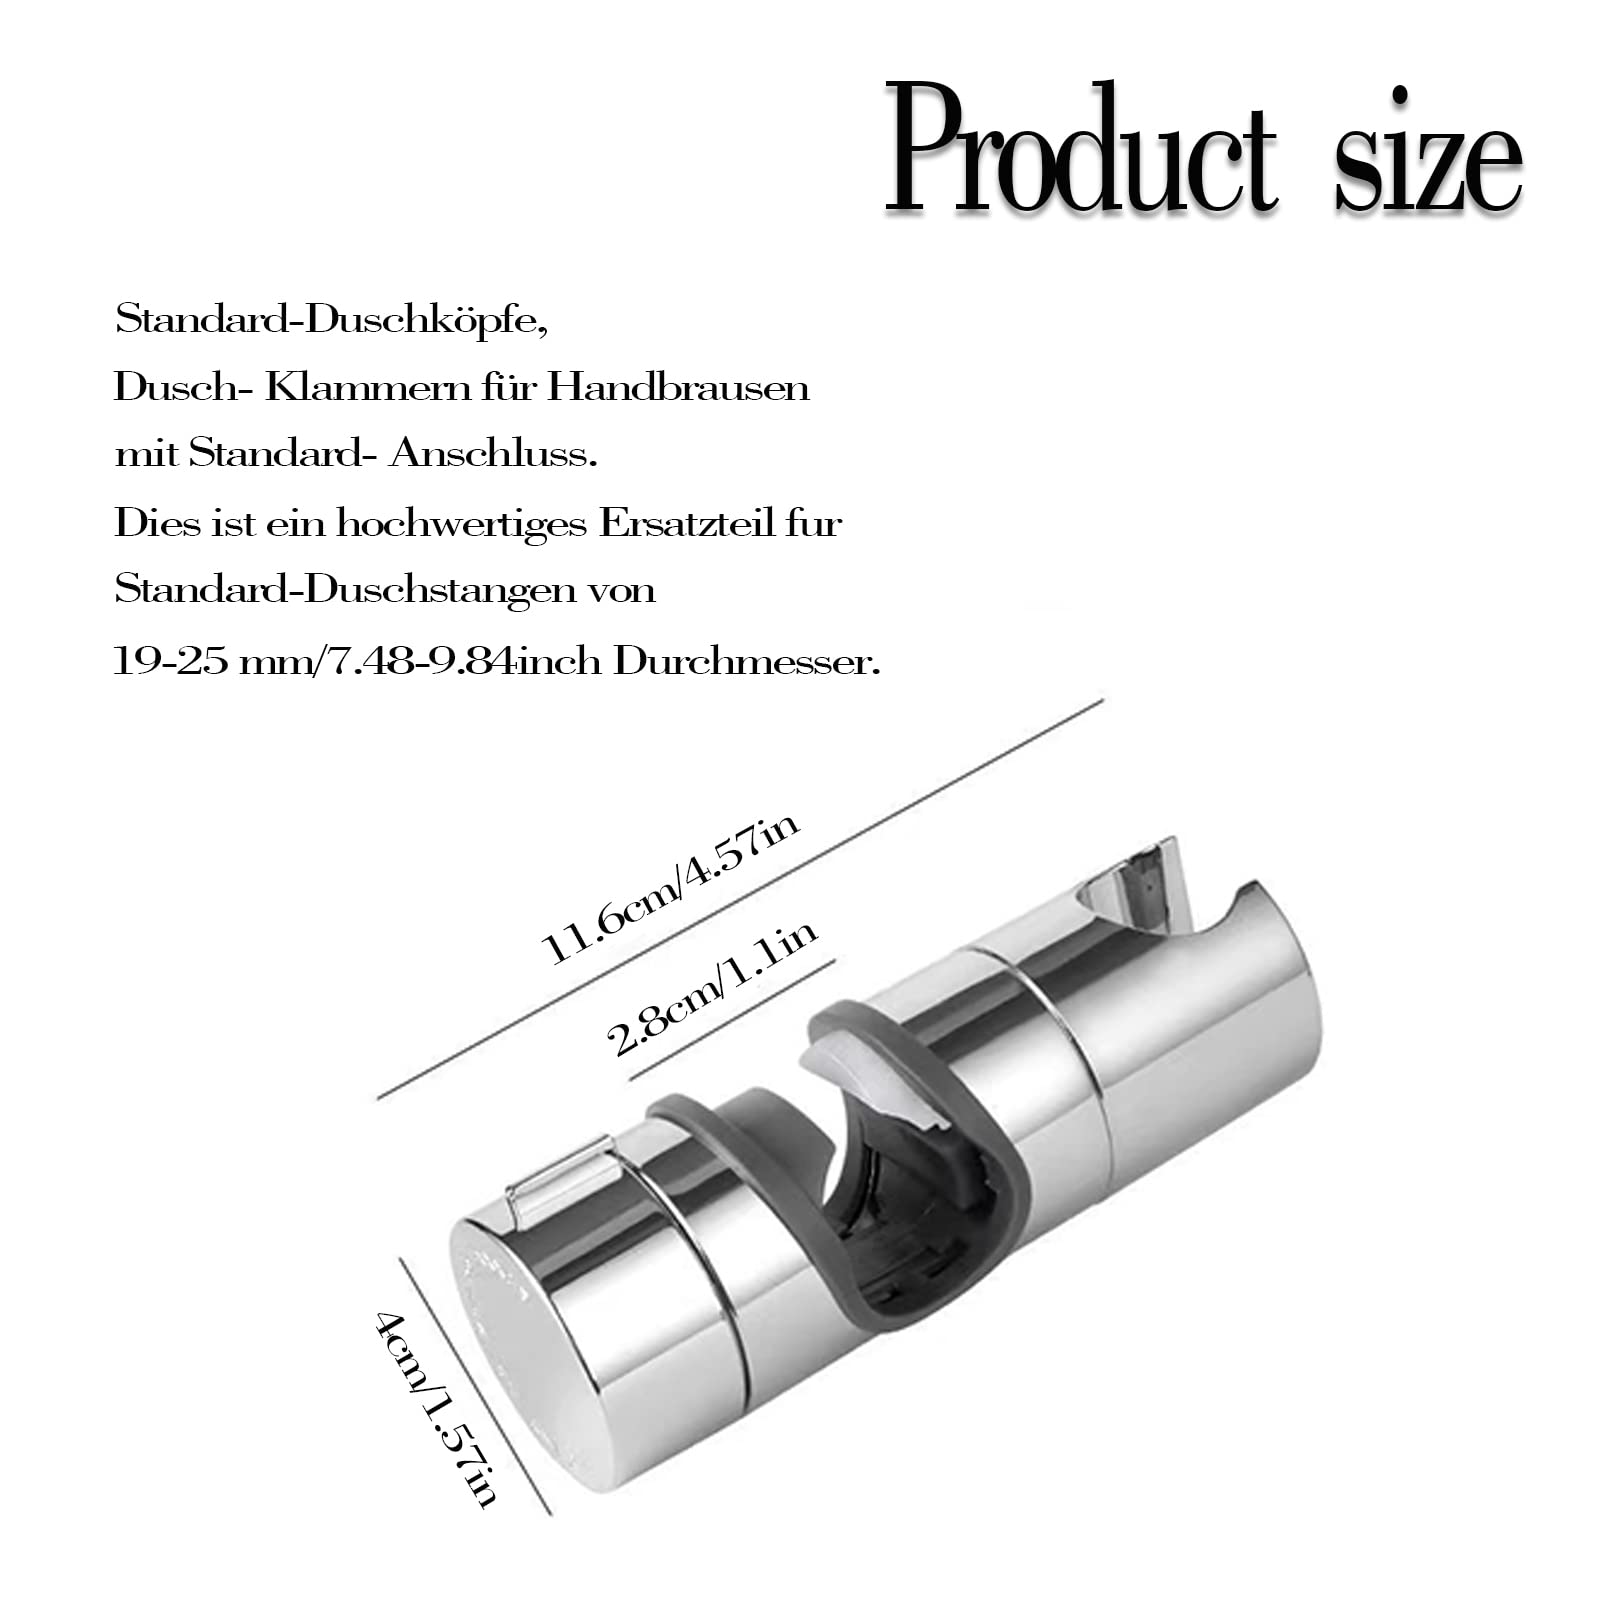 Product size
Standard-Duschköpfe,
Dusch- Klammern für Handbrausen
mit Standard- Anschluss.
Dies ist ein hochwertiges Ersatzteil fur
Standard-Duschstangen von
19-25 mm/7.48-9.84inch Durchmesser.
11.6cm/4.57in
2.8cm/1.1in
4cm/1.57in